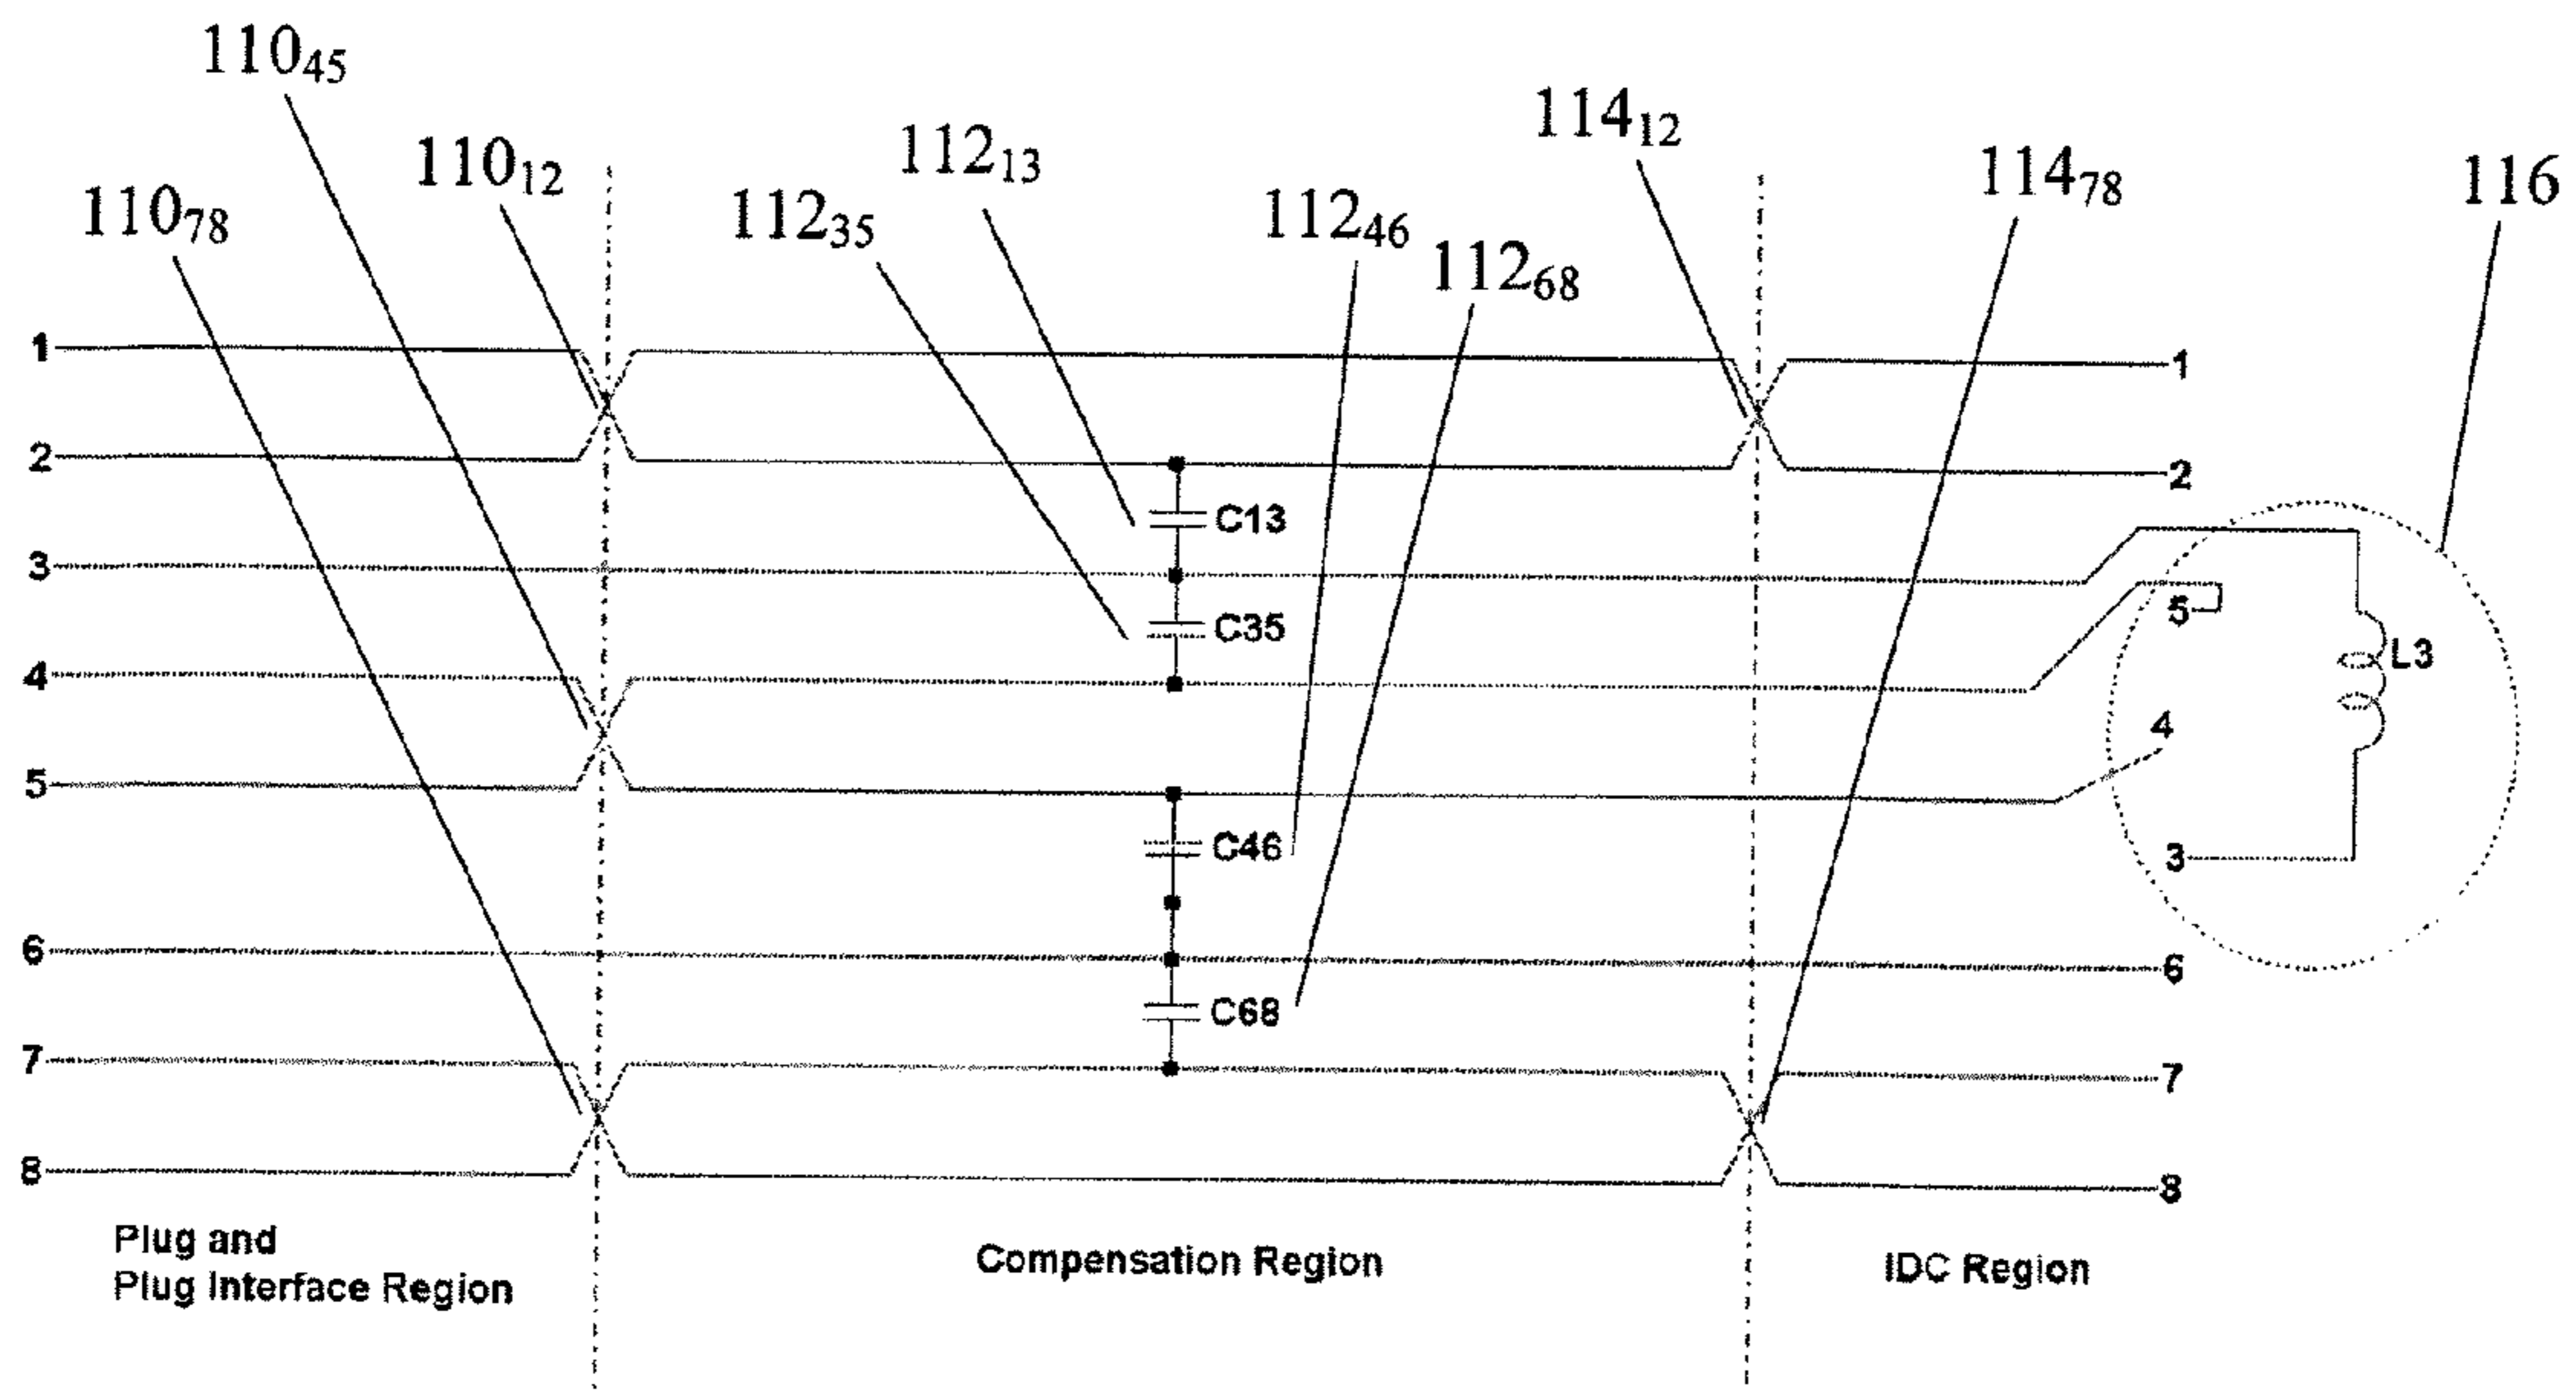 110₄₅
114₁₂
112₁₃
110₁₂
114₇₈
116
110₇₈
112₃₅
112₄₆
112₆₈
1
1
2
2
C13
3
5
C35
L3
4
4
5
C46
3
6
6
C68
7
7
8
8
Plug and
Plug Interface Region
Compensation Region
IDC Region